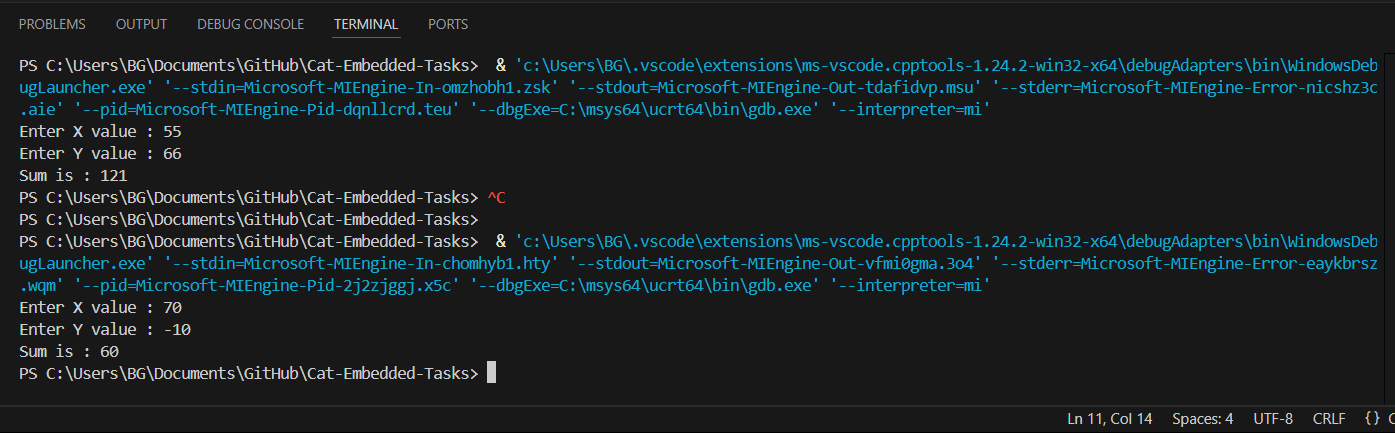 PROBLEMS OUTPUT DEBUG CONSOLE TERMINAL PORTS
PS C:\Users\BG\Documents\GitHub\Cat-Embedded-Tasks>  & 'c:\Users\BG\.vscode\extensions\ms-vscode.cpptools-1.24.2-win32-x64\debugAdapters\bin\WindowsDeb
ugLauncher.exe' '--stdin=Microsoft-MIEngine-In-omzhobh1.zsk' '--stdout=Microsoft-MIEngine-Out-tdafidvp.msu' '--stderr=Microsoft-MIEngine-Error-nicshz3c
.aie' '--pid=Microsoft-MIEngine-Pid-dqnllcrd.teu' '--dbgExe=C:\msys64\ucrt64\bin\gdb.exe' '--interpreter=mi'
Enter X value : 55
Enter Y value : 66
Sum is : 121
PS C:\Users\BG\Documents\GitHub\Cat-Embedded-Tasks> ^C
PS C:\Users\BG\Documents\GitHub\Cat-Embedded-Tasks>
PS C:\Users\BG\Documents\GitHub\Cat-Embedded-Tasks>  & 'c:\Users\BG\.vscode\extensions\ms-vscode.cpptools-1.24.2-win32-x64\debugAdapters\bin\WindowsDeb
ugLauncher.exe' '--stdin=Microsoft-MIEngine-In-chomhyb1.hty' '--stdout=Microsoft-MIEngine-Out-vfmi0gma.3o4' '--stderr=Microsoft-MIEngine-Error-eaykbrsz
.wqm' '--pid=Microsoft-MIEngine-Pid-2j2zjggj.x5c' '--dbgExe=C:\msys64\ucrt64\bin\gdb.exe' '--interpreter=mi'
Enter X value : 70
Enter Y value : -10
Sum is : 60
PS C:\Users\BG\Documents\GitHub\Cat-Embedded-Tasks>
Ln 11, Col 14 Spaces: 4 UTF-8 CRLF {}